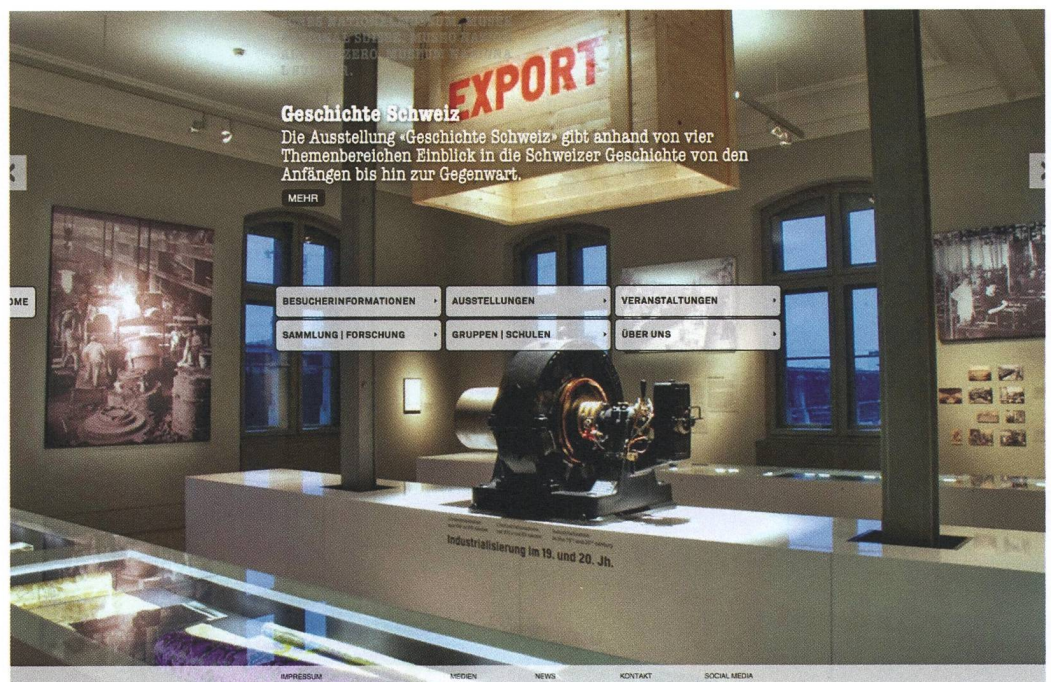 MUSEO
EXPORT
Geschichte Schweiz
Die Ausstellung «Geschichte Schweiz» gibt anhand von vier
Themenbereichen Einblick in die Schweizer Geschichte von den
Anfängen bis hin zur Gegenwart.
MEHR
OME
BESUCHERINFORMATIONEN
AUSSTELLUNGEN
VERANSTALTUNGEN
SAMMLUNG | FORSCHUNG
GRUPPEN | SCHULEN
ÜBER UNS
Industrialisierung im 19. und 20. Jh.
IMPRESSUM
MEDIEN
NEWS
KONTAKT
SOCIAL MEDIA